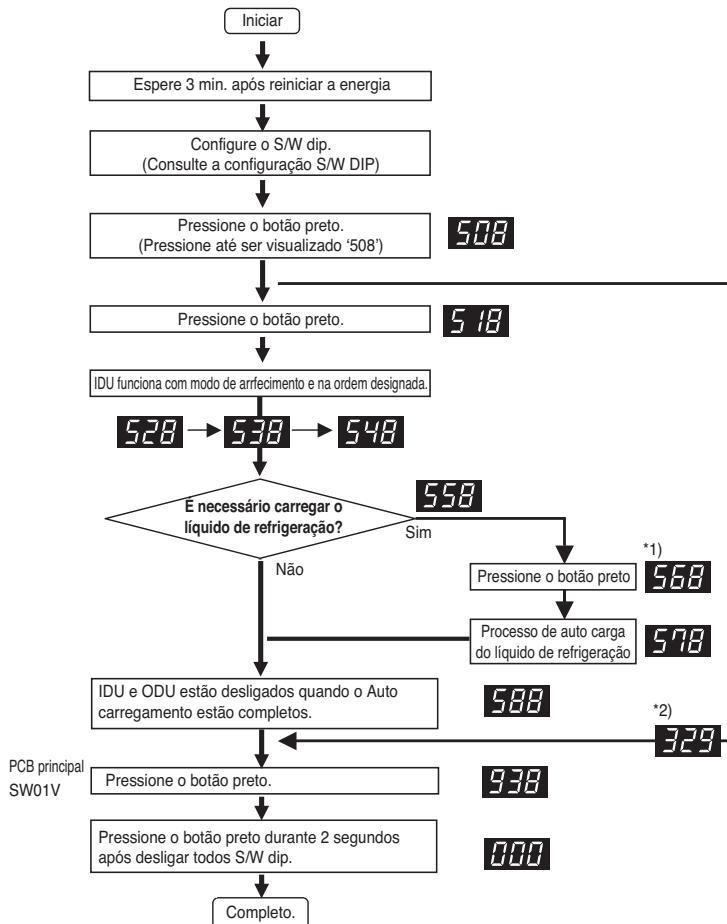 Iniciar
Espere 3 min. após reiniciar a energia
Configure o S/W dip.
(Consulte a configuração S/W DIP)
Pressione o botão preto.
(Pressione até ser visualizado ‘508’)
508
Pressione o botão preto.
518
IDU funciona com modo de arrfecimento e na ordem designada.
528
538
548
É necessário carregar o
líquido de refrigeração?
558
Sim
Não
*1)
Pressione o botão preto
568
Processo de auto carga
do líquido de refrigeração
578
IDU e ODU estão desligados quando o Auto
carregamento estão completos.
588
*2)
329
PCB principal
SW01V
Pressione o botão preto.
938
Pressione o botão preto durante 2 segundos
após desligar todos S/W dip.
000
Completo.